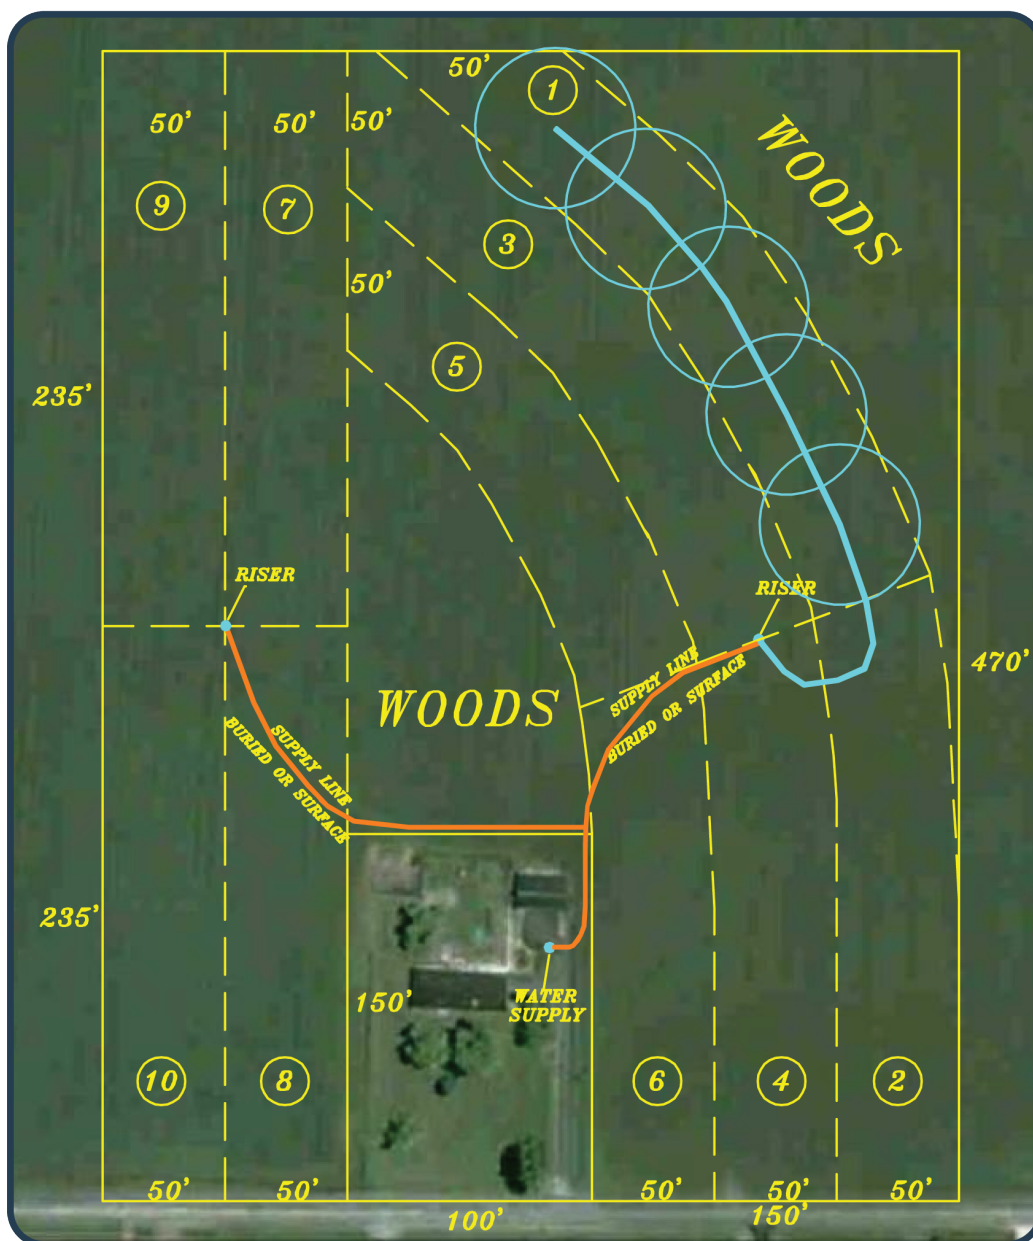 50'
1
50'
50'
50'
WOODS
9
7
3
50'
5
235'
RISER
RISER
470'
SUPPLY LINE
BURIED OR SURFACE
WOODS
SUPPLY LINE
BURIED OR SURFACE
235'
150'
WATER
SUPPLY
10
8
6
4
2
50'
50'
50'
50'
50'
100'
150'